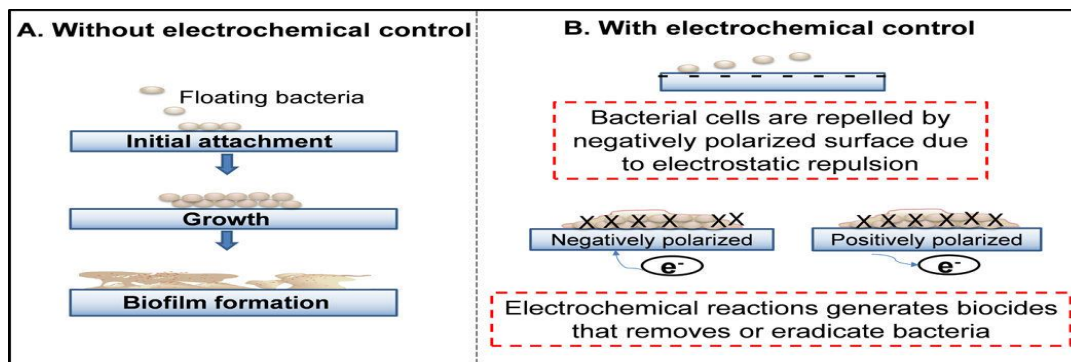 A. Without electrochemical control
Floating bacteria
Initial attachment
Growth
Biofilm formation
B. With electrochemical control
Bacterial cells are repelled by
negatively polarized surface due
to electrostatic repulsion
X X X X X X
Negatively polarized
e-
X X X X X X
Positively polarized
e-
Electrochemical reactions generates biocides
that removes or eradicate bacteria